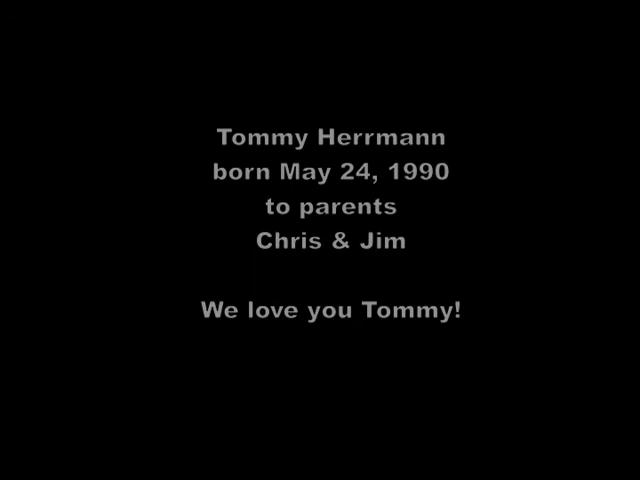 Tommy Herrmann
born May 24, 1990
to parents
Chris & Jim
We love you Tommy!